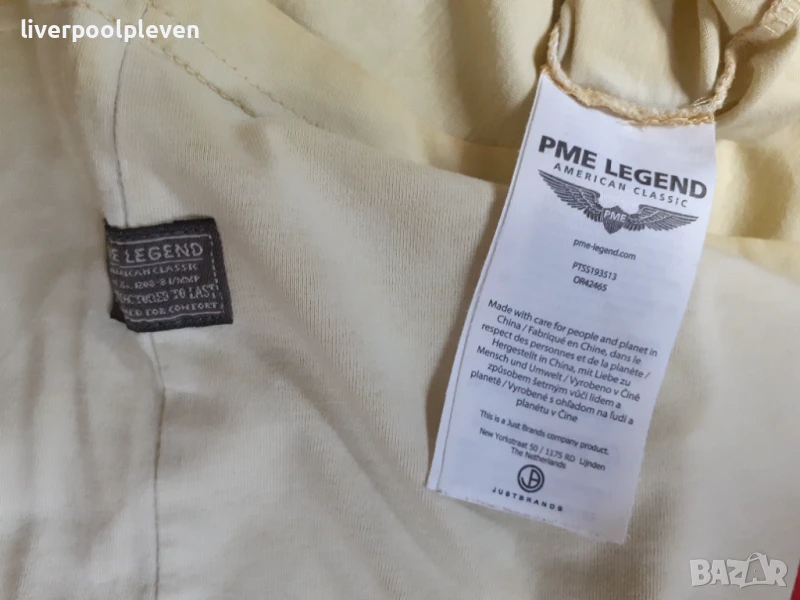 liverpoolpleven
PME LEGEND
AMERICAN CLASSIC
PME
pme-legend.com
PTSS193513
OR42465
Made with care for people and planet in
China / Fabriqué en Chine, dans le
respect des personnes et de la planète /
Hergestellt in China, mit Liebe zu
Mensch und Umwelt / Vyrobeno v Číně
způsobem šetrným vůči lidem a
planetě / Vyrobené s ohľadom na ľudí a
planétu v Číne
This is a Just Brands company product.
New Yorkstraat 50 / 1175 RD Lijnden
The Netherlands
JUSTBRANDS
E LEGEND
MERICAN CLASSIC
TO LAST
FOR COMFORT
BAZAR